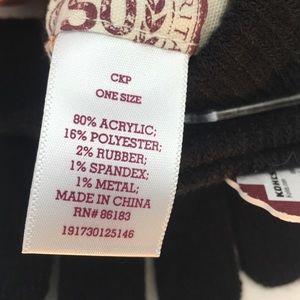 50
CKP
ONE SIZE
80% ACRYLIC;
16% POLYESTER;
2% RUBBER;
1% SPANDEX;
1% METAL;
MADE IN CHINA
RN# 86183
191730125146